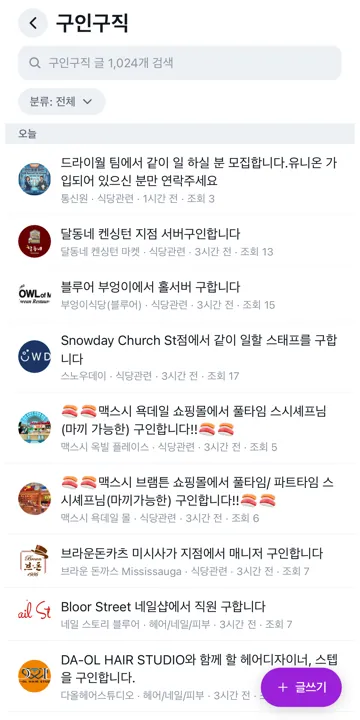 구인구직
구인구직 글 1,024개 검색
분류: 전체
오늘
드라이월 팀에서 같이 일 하실 분 모집합니다.유니온 가
입되어 있으신 분만 연락주세요
통신원 · 식당관련 · 1시간 전 · 조회 3
달동네 켄싱턴 지점 서버구인합니다
달동네 켄싱턴 마켓 · 식당관련 · 3시간 전 · 조회 13
OWL of M
블루어 부엉이에서 홀서버 구합니다
부엉이식당(블루어) · 식당관련 · 3시간 전 · 조회 15
Snowday Church St점에서 같이 일할 스태프를 구합
니다
스노우데이 · 식당관련 · 3시간 전 · 조회 17
🍣🍣맥스시 욕데일 쇼핑몰에서 풀타임 스시셰프님
(마끼 가능한) 구인합니다!!🍣🍣
맥스시 옥빌 플레이스 · 식당관련 · 3시간 전 · 조회 5
🍣🍣맥스시 브램튼 쇼핑몰에서 풀타임/ 파트타임 스
시셰프님(마끼가능한) 구인합니다!!🍣🍣
맥스시 욕데일 몰 · 식당관련 · 3시간 전 · 조회 6
브라운돈카츠 미시사가 지점에서 매니저 구인합니다
브라운 돈까스 Mississauga · 식당관련 · 3시간 전 · 조회 7
ail St
Bloor Street 네일샵에서 직원 구합니다
네일 스토리 블루어 · 헤어/네일/피부 · 3시간 전 · 조회 7
DA-OL HAIR STUDIO와 함께 할 헤어디자이너, 스텝
을 구인합니다.
다올헤어스튜디오 · 헤어/네일/피부 · 3시간 전
글쓰기